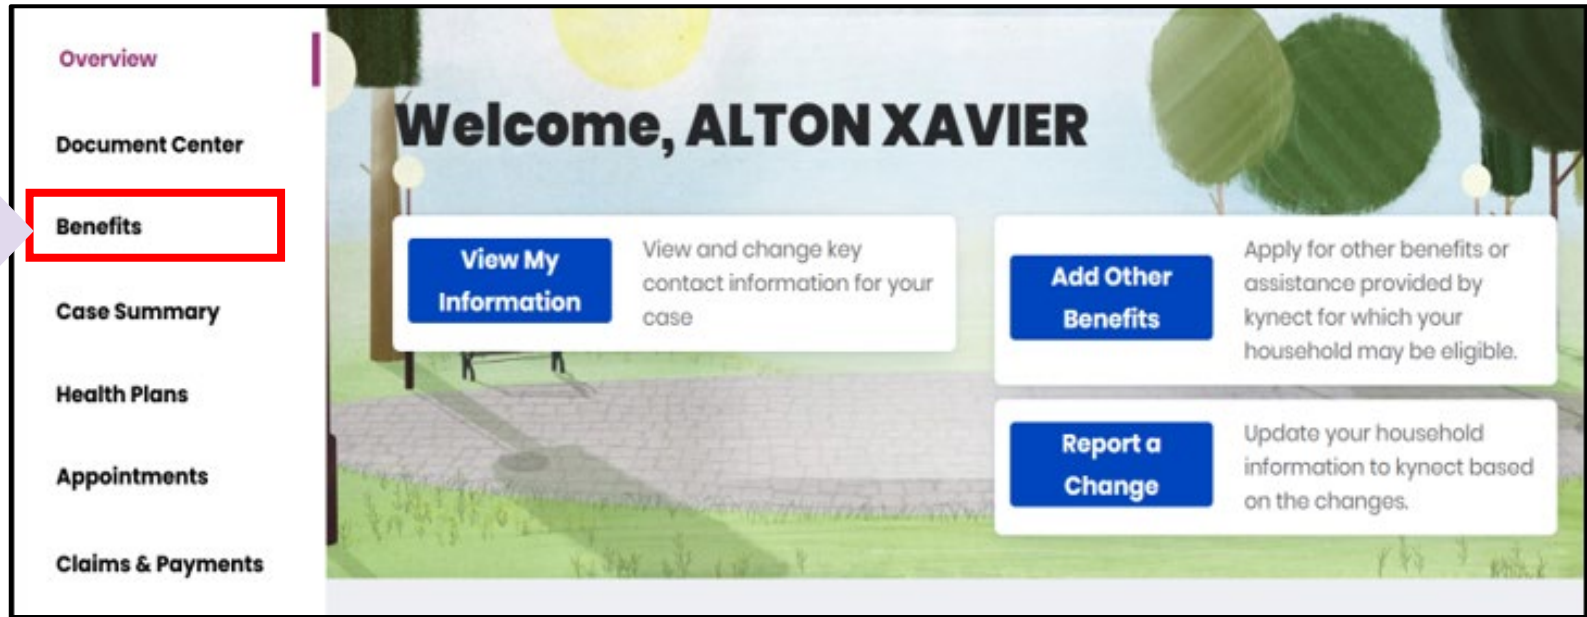 Overview
Document Center
Benefits
Case Summary
Health Plans
Appointments
Claims & Payments
Welcome, ALTON XAVIER
View My
Information
View and change key
contact information for your
case
Add Other
Benefits
Apply for other benefits or
assistance provided by
kynect for which your
household may be eligible.
Report a
Change
Update your household
information to kynect based
on the changes.